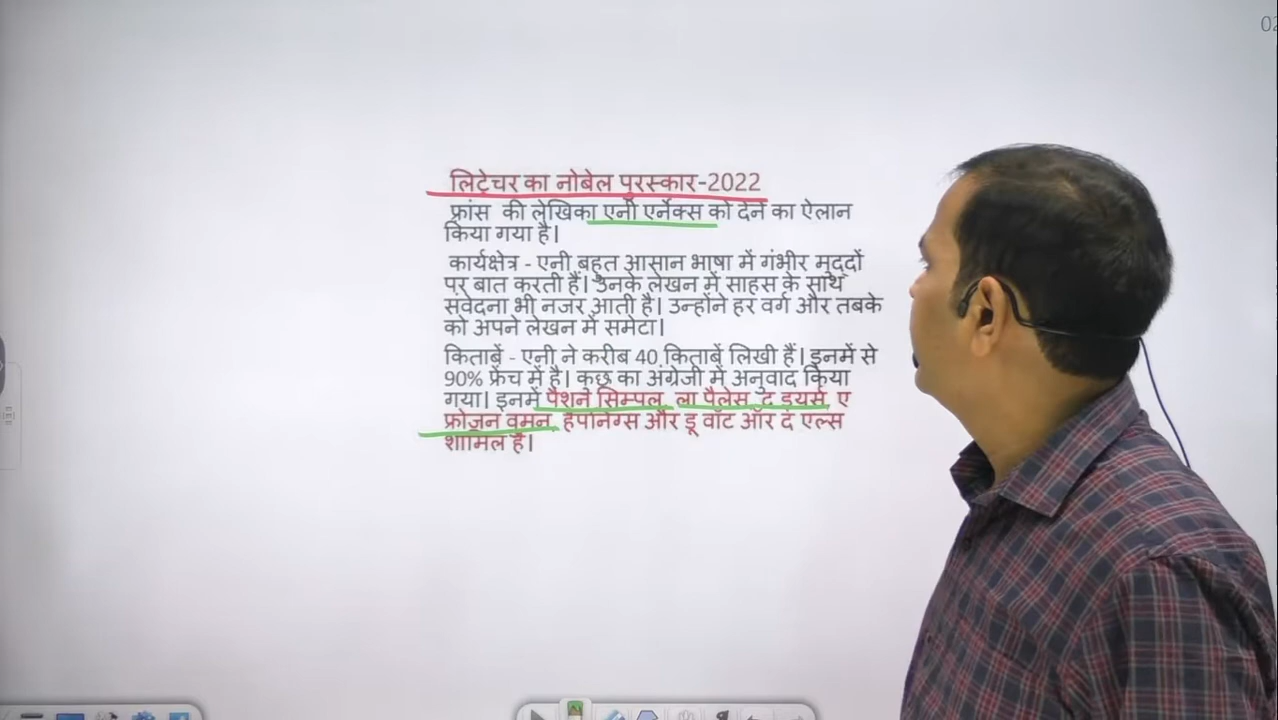 02
लिट्रेचर का नोबेल पुरस्कार-2022
फ्रांस की लेखिका एनी एर्नेक्स को देने का ऐलान
किया गया है।
कार्यक्षेत्र - एनी बहुत आसान भाषा में गंभीर मुद्दों
पर बात करती हैं। उनके लेखन में साहस के साथ
संवेदना भी नजर आती है। उन्होंने हर वर्ग और तबके
को अपने लेखन में समेटा।
किताबें - एनी ने करीब 40 किताबें लिखी हैं। इनमें से
90% फ्रेंच में है। कुछ का अंग्रेजी में अनुवाद किया
गया। इनमें पैशन सिम्पल, ला पैलेस, द इयर्स, ए
फ्रोजन वुमन, हैपनिंग्स और डू वॉट ऑर द एल्स
शामिल है।